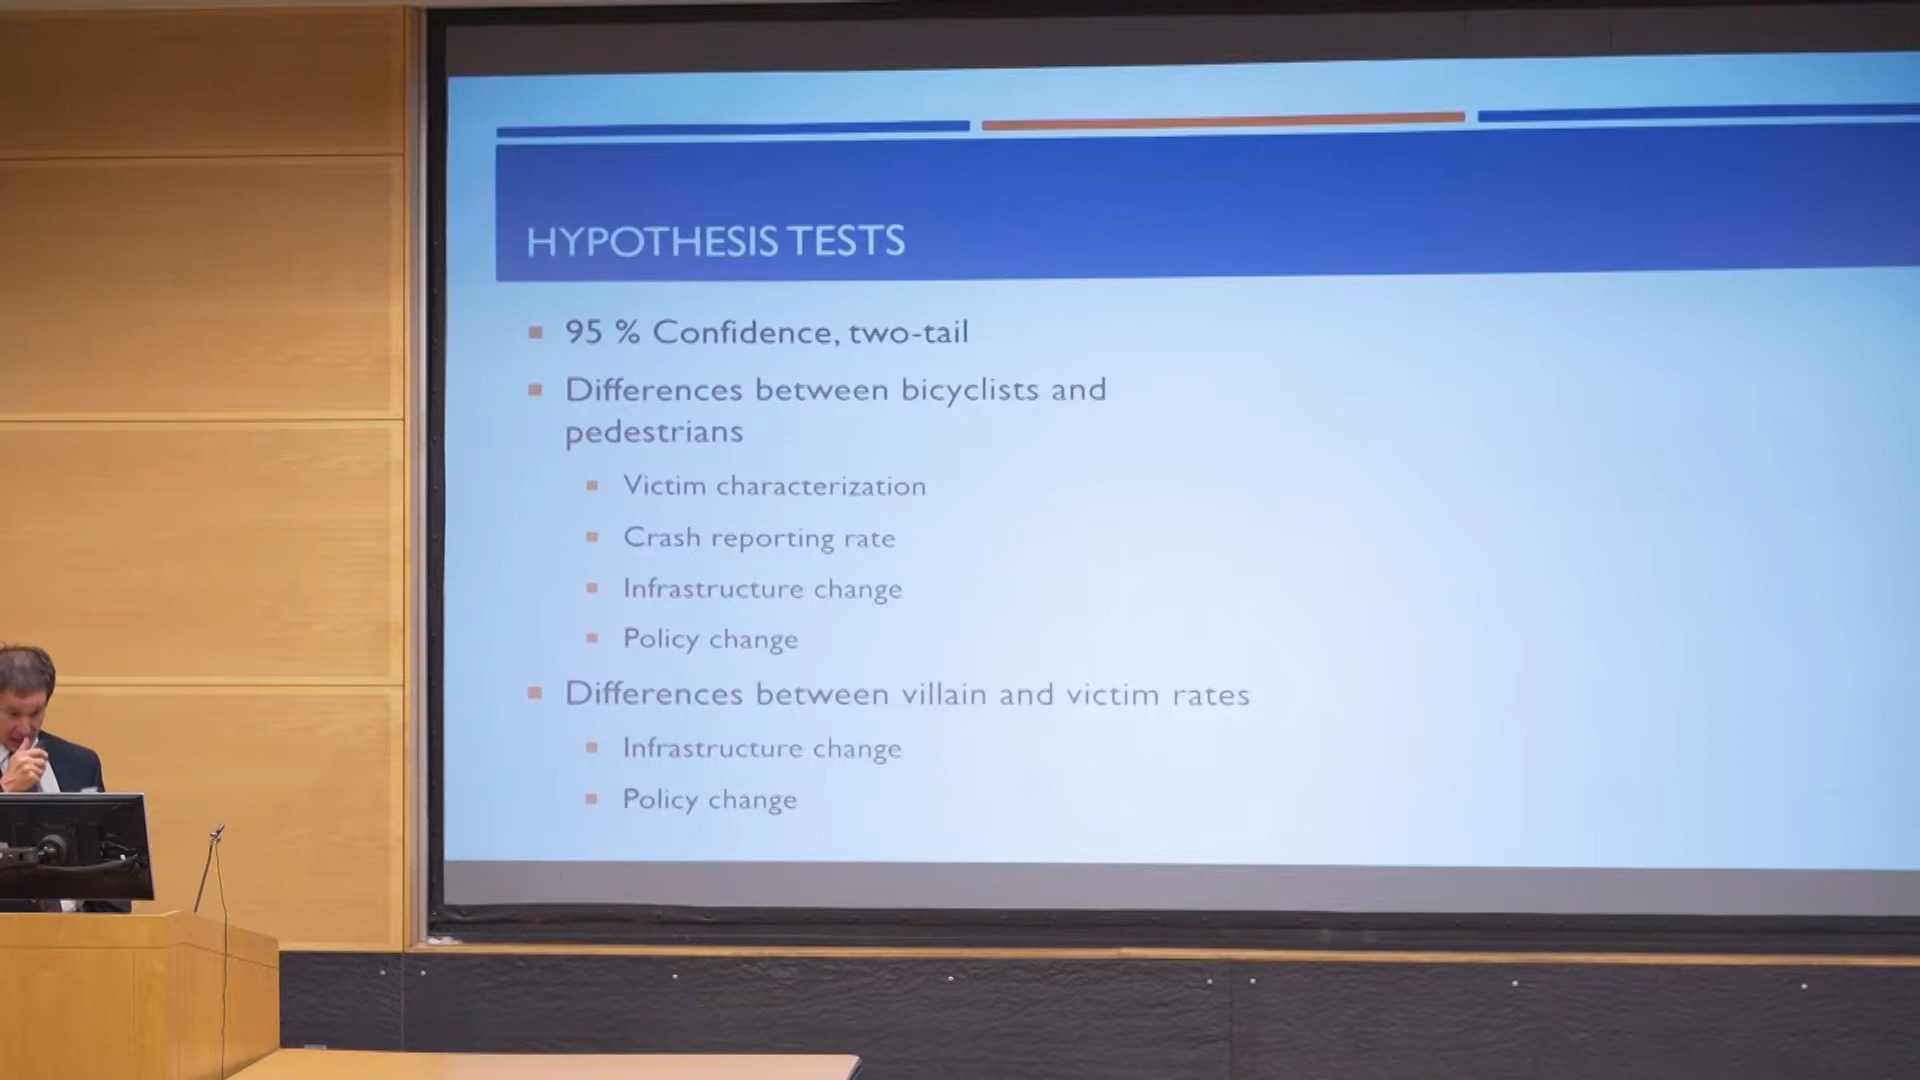 HYPOTHESIS TESTS
95 % Confidence, two-tail
Differences between bicyclists and
pedestrians
Victim characterization
Crash reporting rate
Infrastructure change
Policy change
Differences between villain and victim rates
Infrastructure change
Policy change